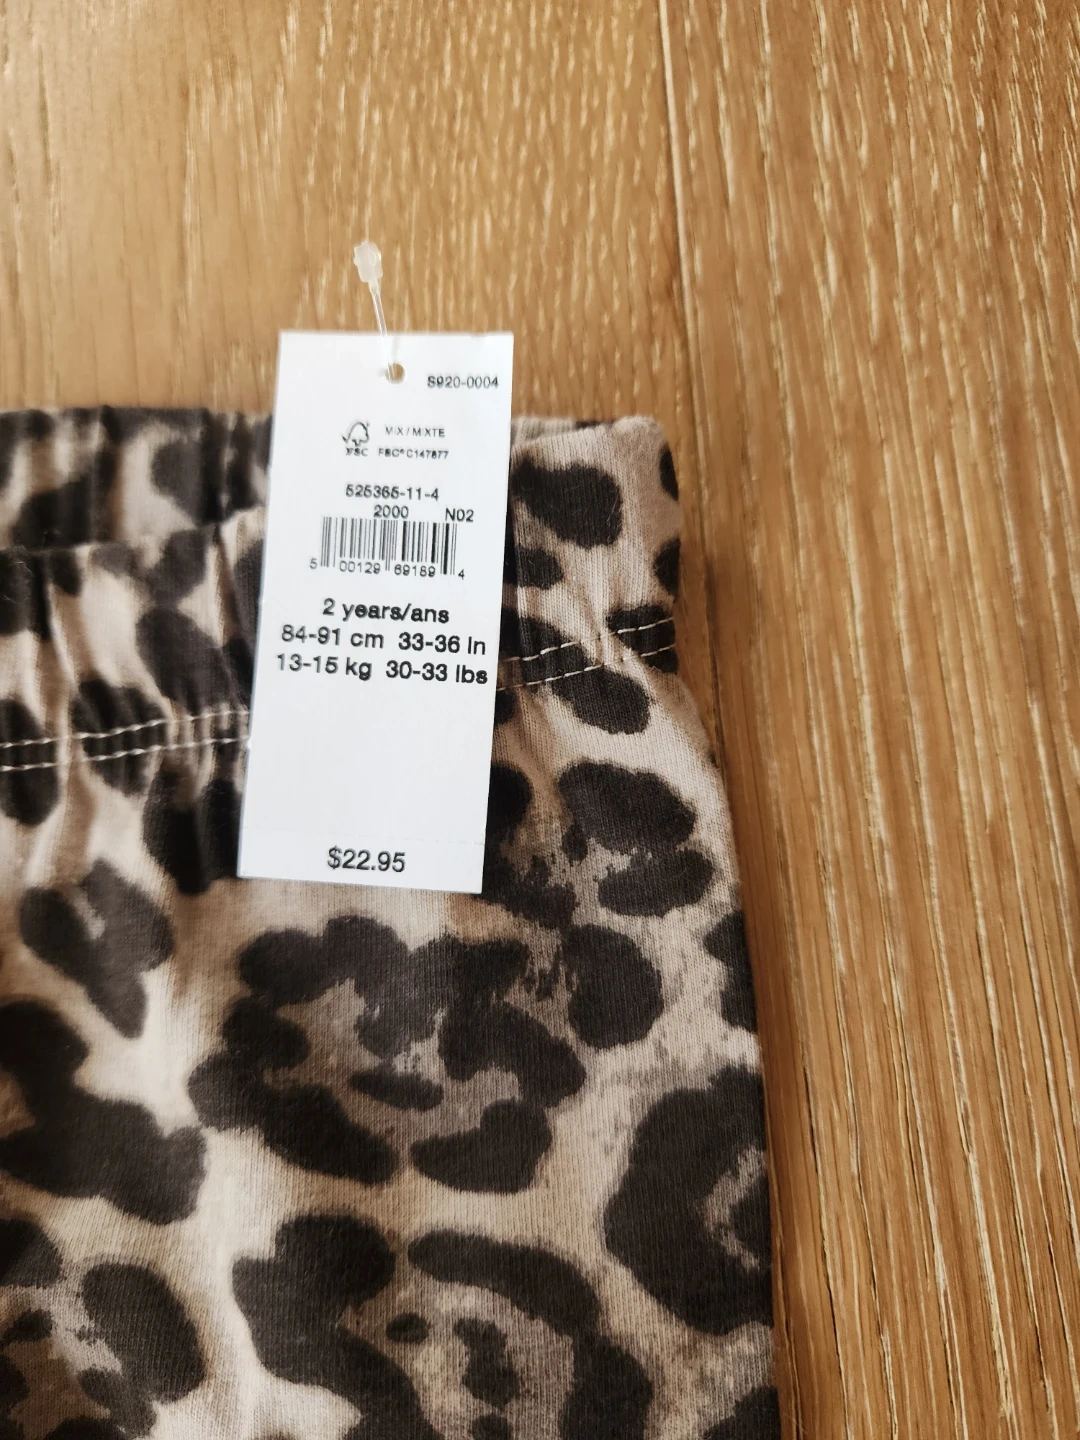 S920-0004
MIX / MIXTE
FSC® C147877
FSC
525365-11-4
2000 N02
5 00129 69189 4
2 years/ans
84-91 cm 33-36 in
13-15 kg 30-33 lbs
$22.95